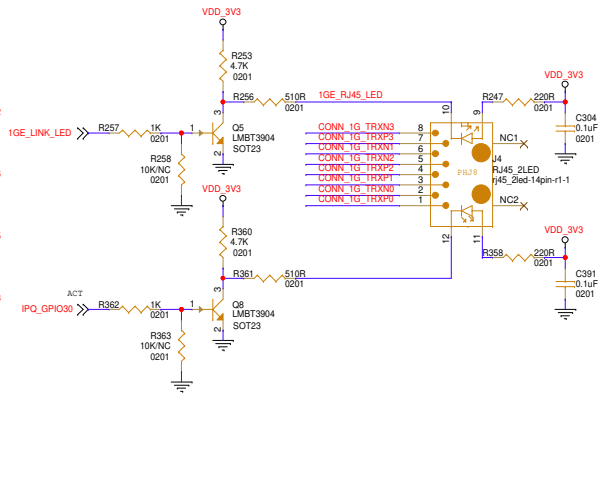 VDD_3V3
R253
4.7K
0201
R256
510R
0201
1GE_RJ45_LED
10
9
R247
220R
0201
VDD_3V3
C304
0.1uF
0201
1GE_LINK_LED
R257
1K
0201
1
3
2
Q5
LMBT3904
SOT23
R258
10K/NC
0201
CONN_1G_TRXN3
CONN_1G_TRXP3
CONN_1G_TRXN1
CONN_1G_TRXN2
CONN_1G_TRXP2
CONN_1G_TRXP1
CONN_1G_TRXN0
CONN_1G_TRXP0
8
7
6
5
4
3
2
1
PHJ8
NC1
J4
RJ45_2LED
rj45_2led-14pin-r1-1
NC2
12
11
VDD_3V3
R360
4.7K
0201
R361
510R
0201
R358
220R
0201
VDD_3V3
C391
0.1uF
0201
ACT
IPQ_GPIO30
R362
1K
0201
1
3
2
Q8
LMBT3904
SOT23
R363
10K/NC
0201